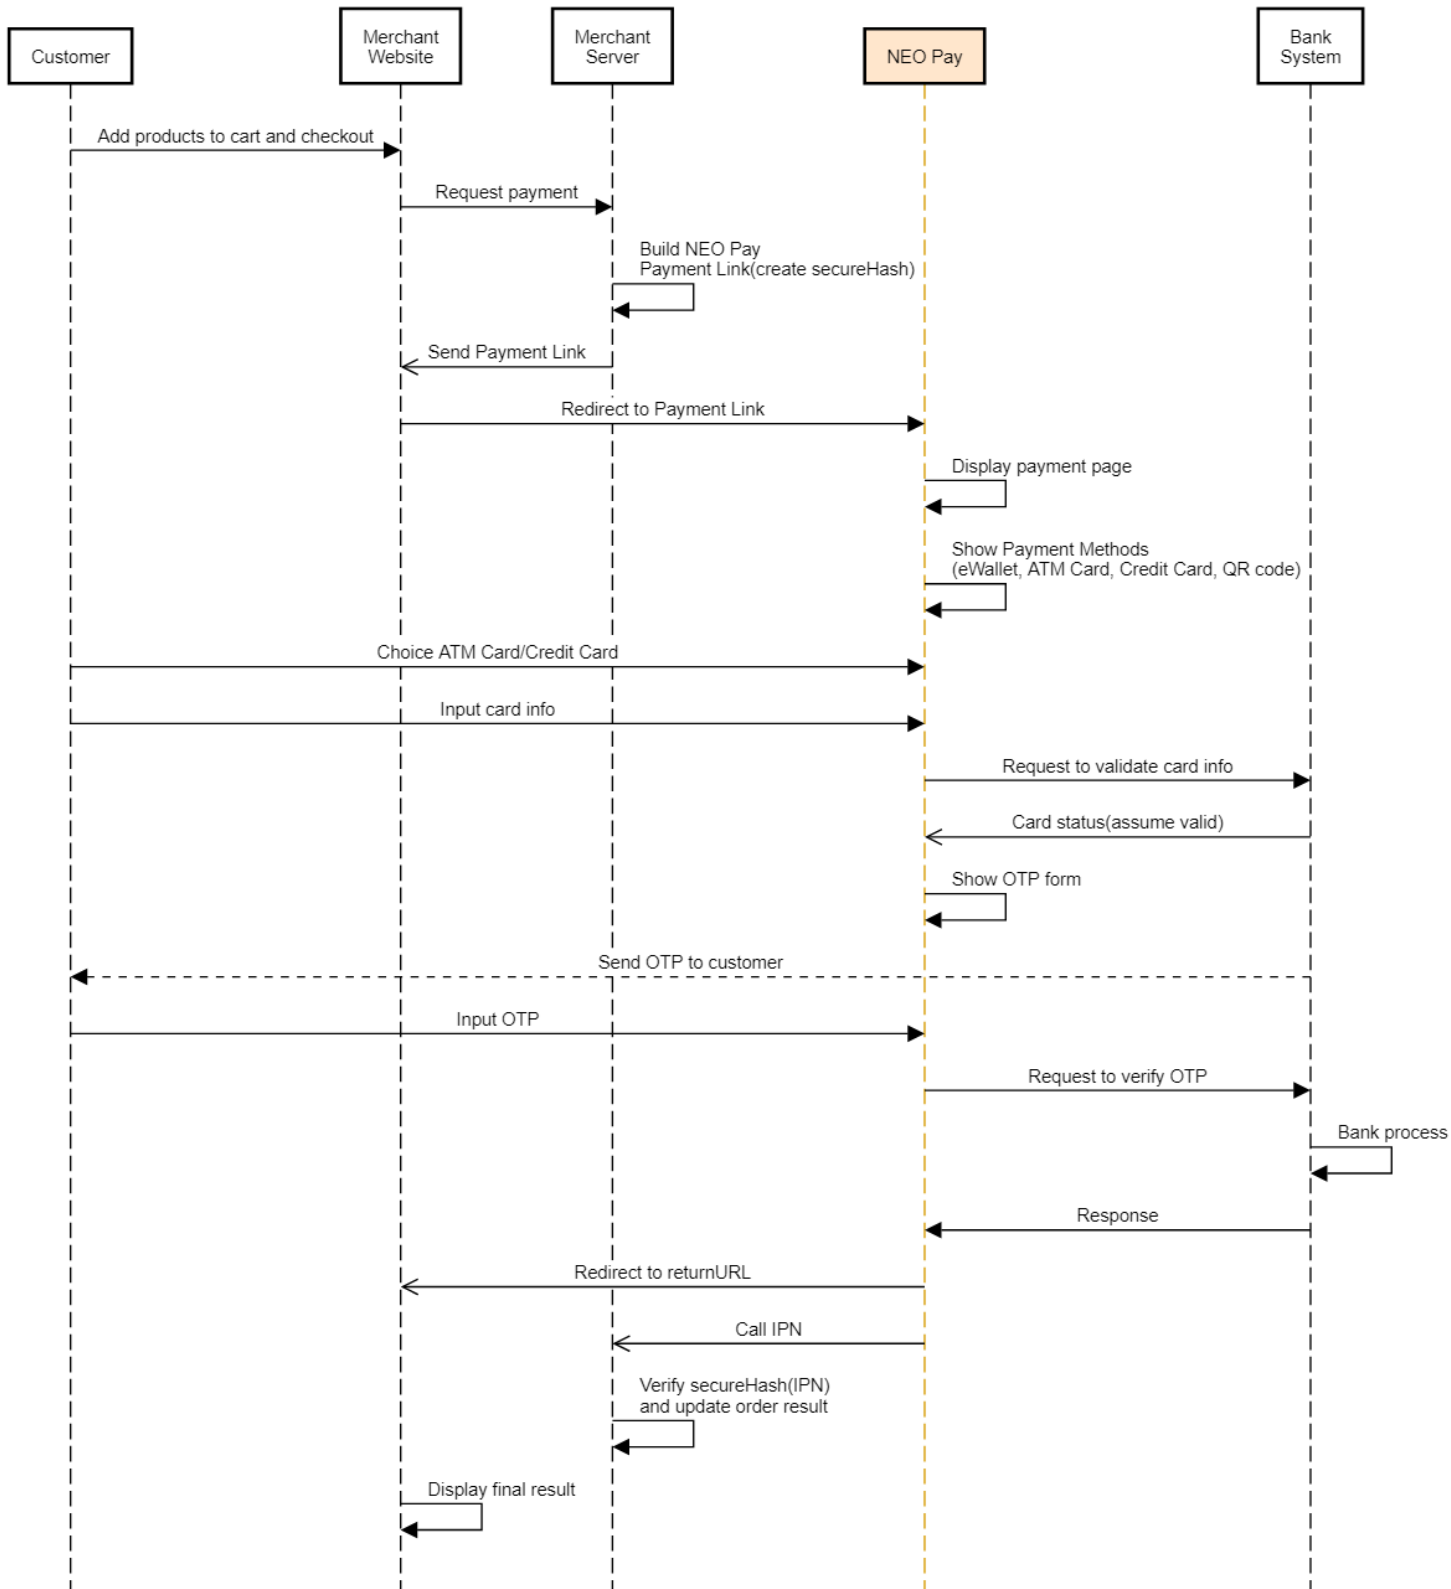 Customer
Merchant
Website
Merchant
Server
NEO Pay
Bank
System
Add products to cart and checkout
Request payment
Build NEO Pay
Payment Link(create secureHash)
Send Payment Link
Redirect to Payment Link
Display payment page
Show Payment Methods
(eWallet, ATM Card, Credit Card, QR code)
Choice ATM Card/Credit Card
Input card info
Request to validate card info
Card status(assume valid)
Show OTP form
Send OTP to customer
Input OTP
Request to verify OTP
Bank process
Response
Redirect to returnURL
Call IPN
Verify secureHash(IPN)
and update order result
Display final result